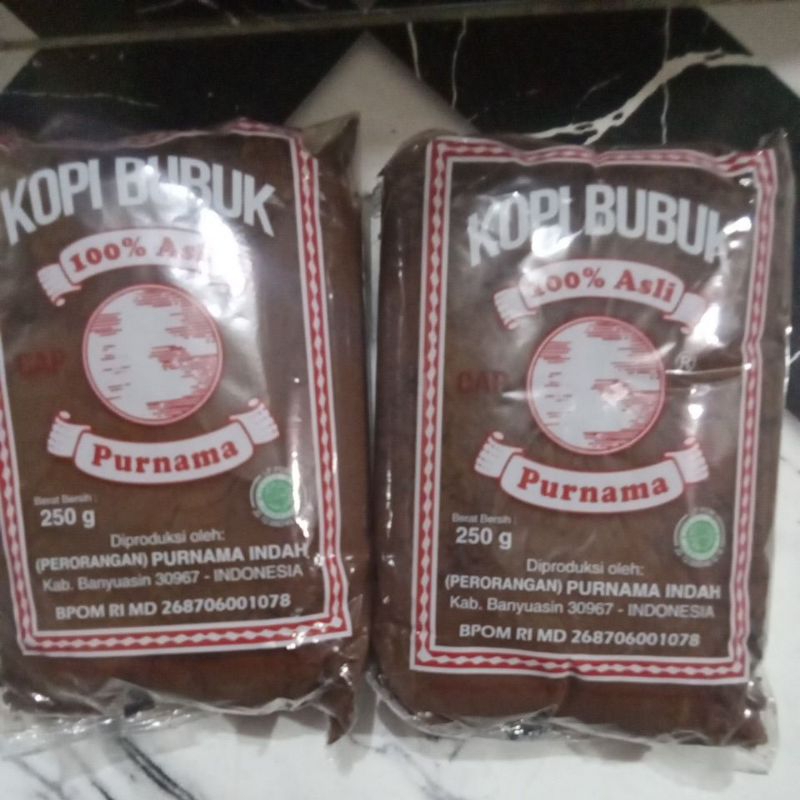 KOPI BUBUK
100% Asli
CAP
Purnama
Berat Bersih :
250 g
Diproduksi oleh:
(PERORANGAN) PURNAMA INDAH
Kab. Banyuasin 30967 - INDONESIA
BPOM RI MD 268706001078
KOPI BUBUK
100% Asli
CAP
R
Purnama
Berat Bersih :
250 g
Diproduksi oleh:
(PERORANGAN) PURNAMA INDAH
Kab. Banyuasin 30967 - INDONESIA
BPOM RI MD 268706001078